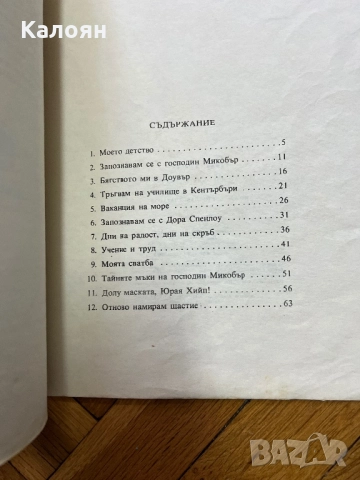 Калоян
СЪДЪРЖАНИЕ
1. Моето детство 5
2. Запознавам се с господин Микобър 11
3. Бягството ми в Доувър 16
4. Тръгвам на училище в Кентърбъри 21
5. Ваканция на море 26
6. Запознавам се с Дора Спенлоу 31
7. Дни на радост, дни на скръб 36
8. Учение и труд 41
9. Моята сватба 46
10. Тайните мъки на господин Микобър 51
11. Долу маската, Юрая Хийп! 56
12. Отново намирам щастие 63
BAZAR